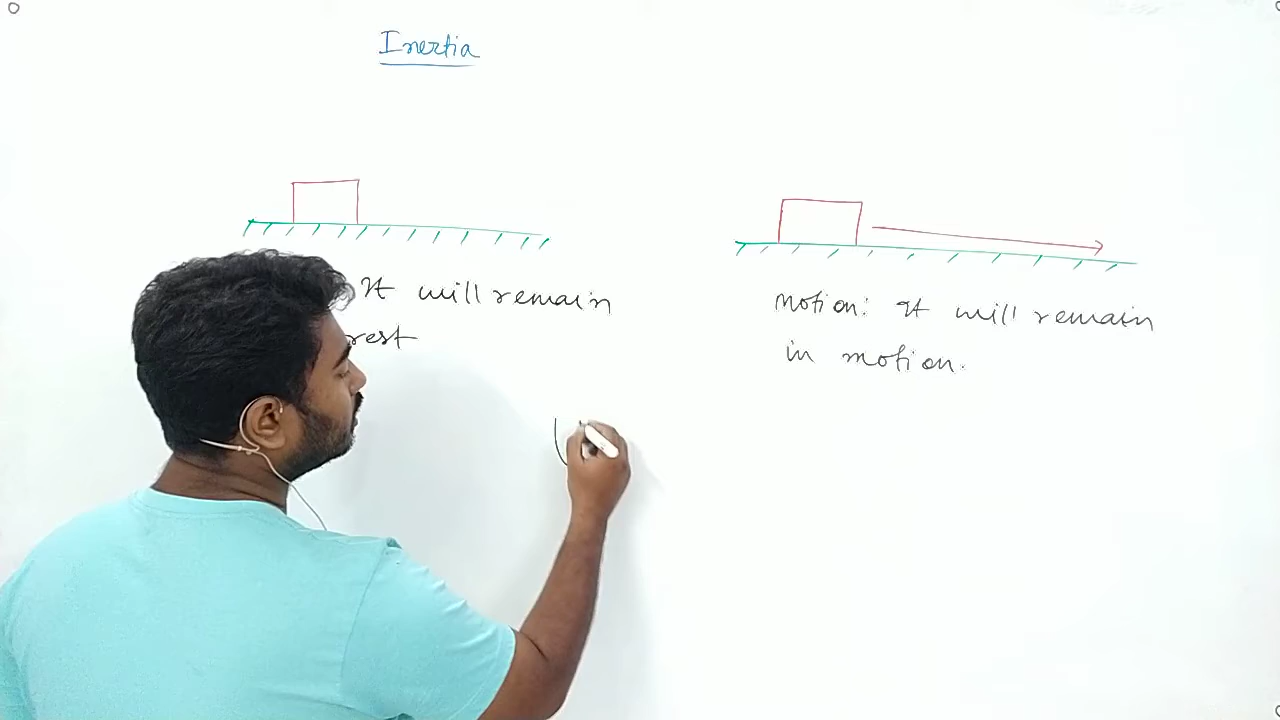 Inertia
It will remain
rest
Motion: It will remain
in motion.